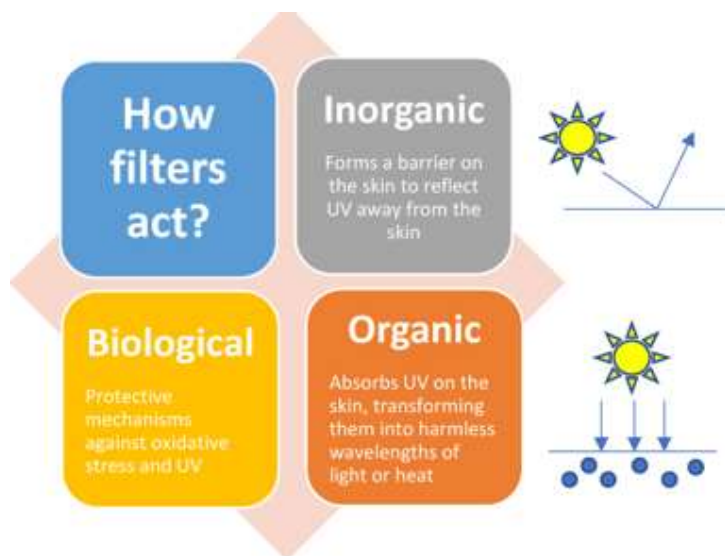 How
filters
act?
Inorganic
Forms a barrier on
the skin to reflect
UV away from the
skin
Biological
Protective
mechanisms
against oxidative
stress and UV
Organic
Absorbs UV on the
skin, transforming
them into harmless
wavelengths of
light or heat